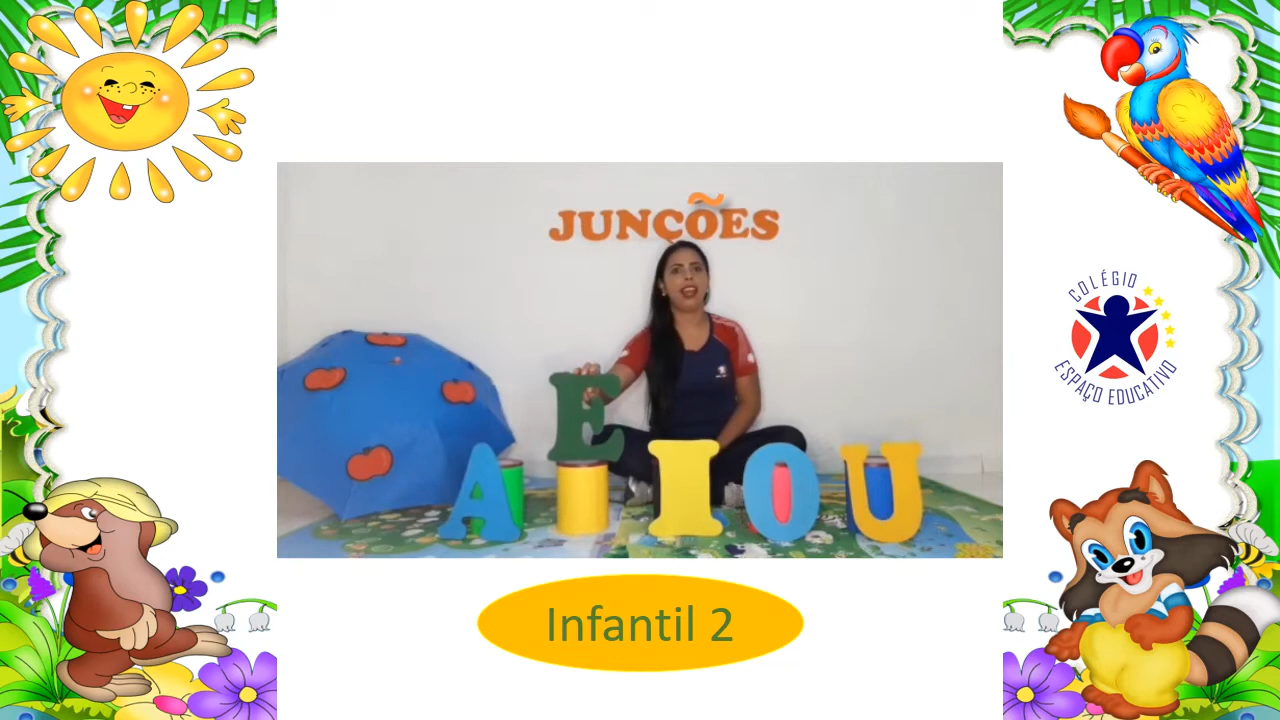 JUNÇÕES
A E I O U
COLÉGIO
ESPAÇO EDUCATIVO
Infantil 2